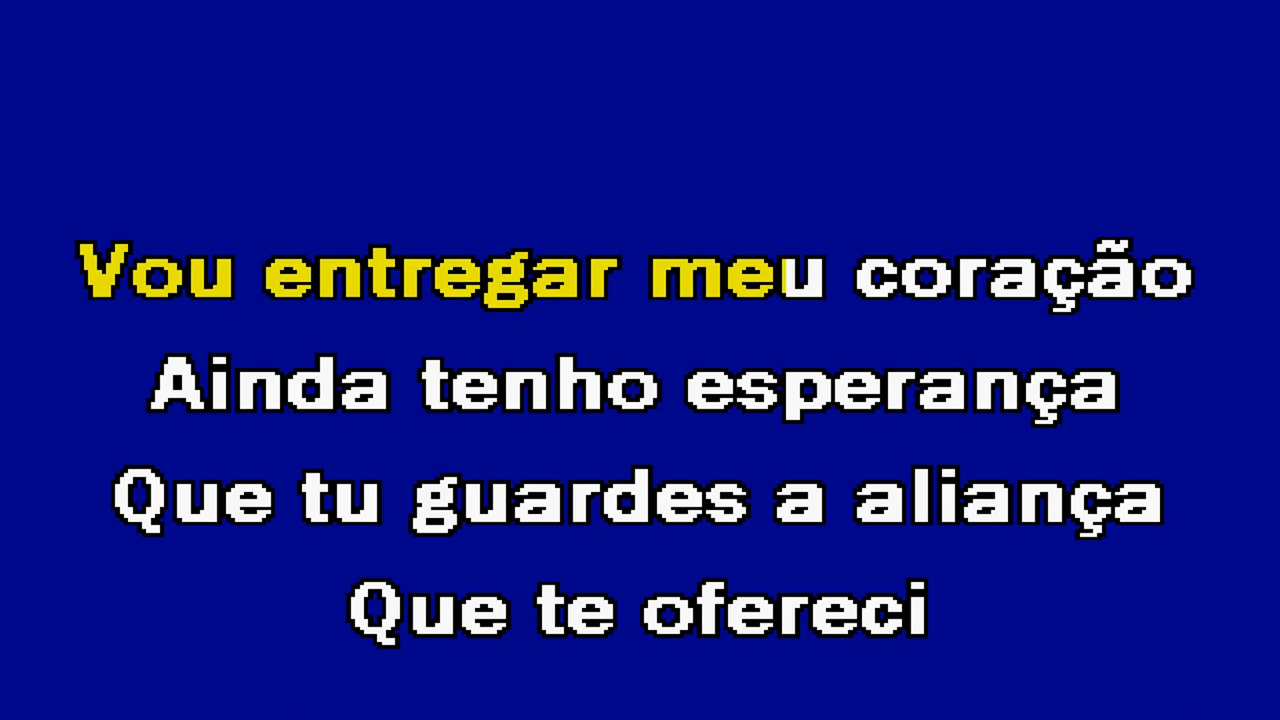 Vou entregar meu coração
Ainda tenho esperança
Que tu guardes a aliança
Que te ofereci